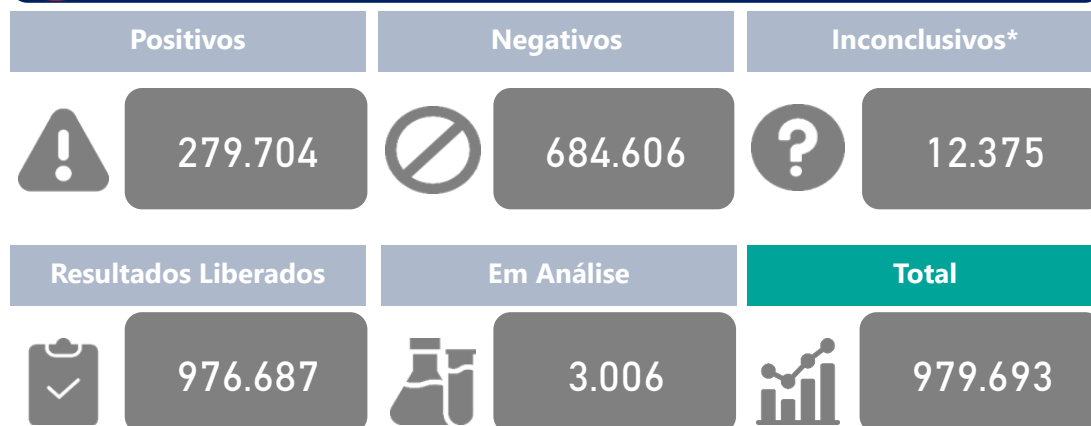 Positivos Negativos Inconclusivos*
279.704 684.606 12.375
Resultados Liberados Em Análise Total
976.687 3.006 979.693